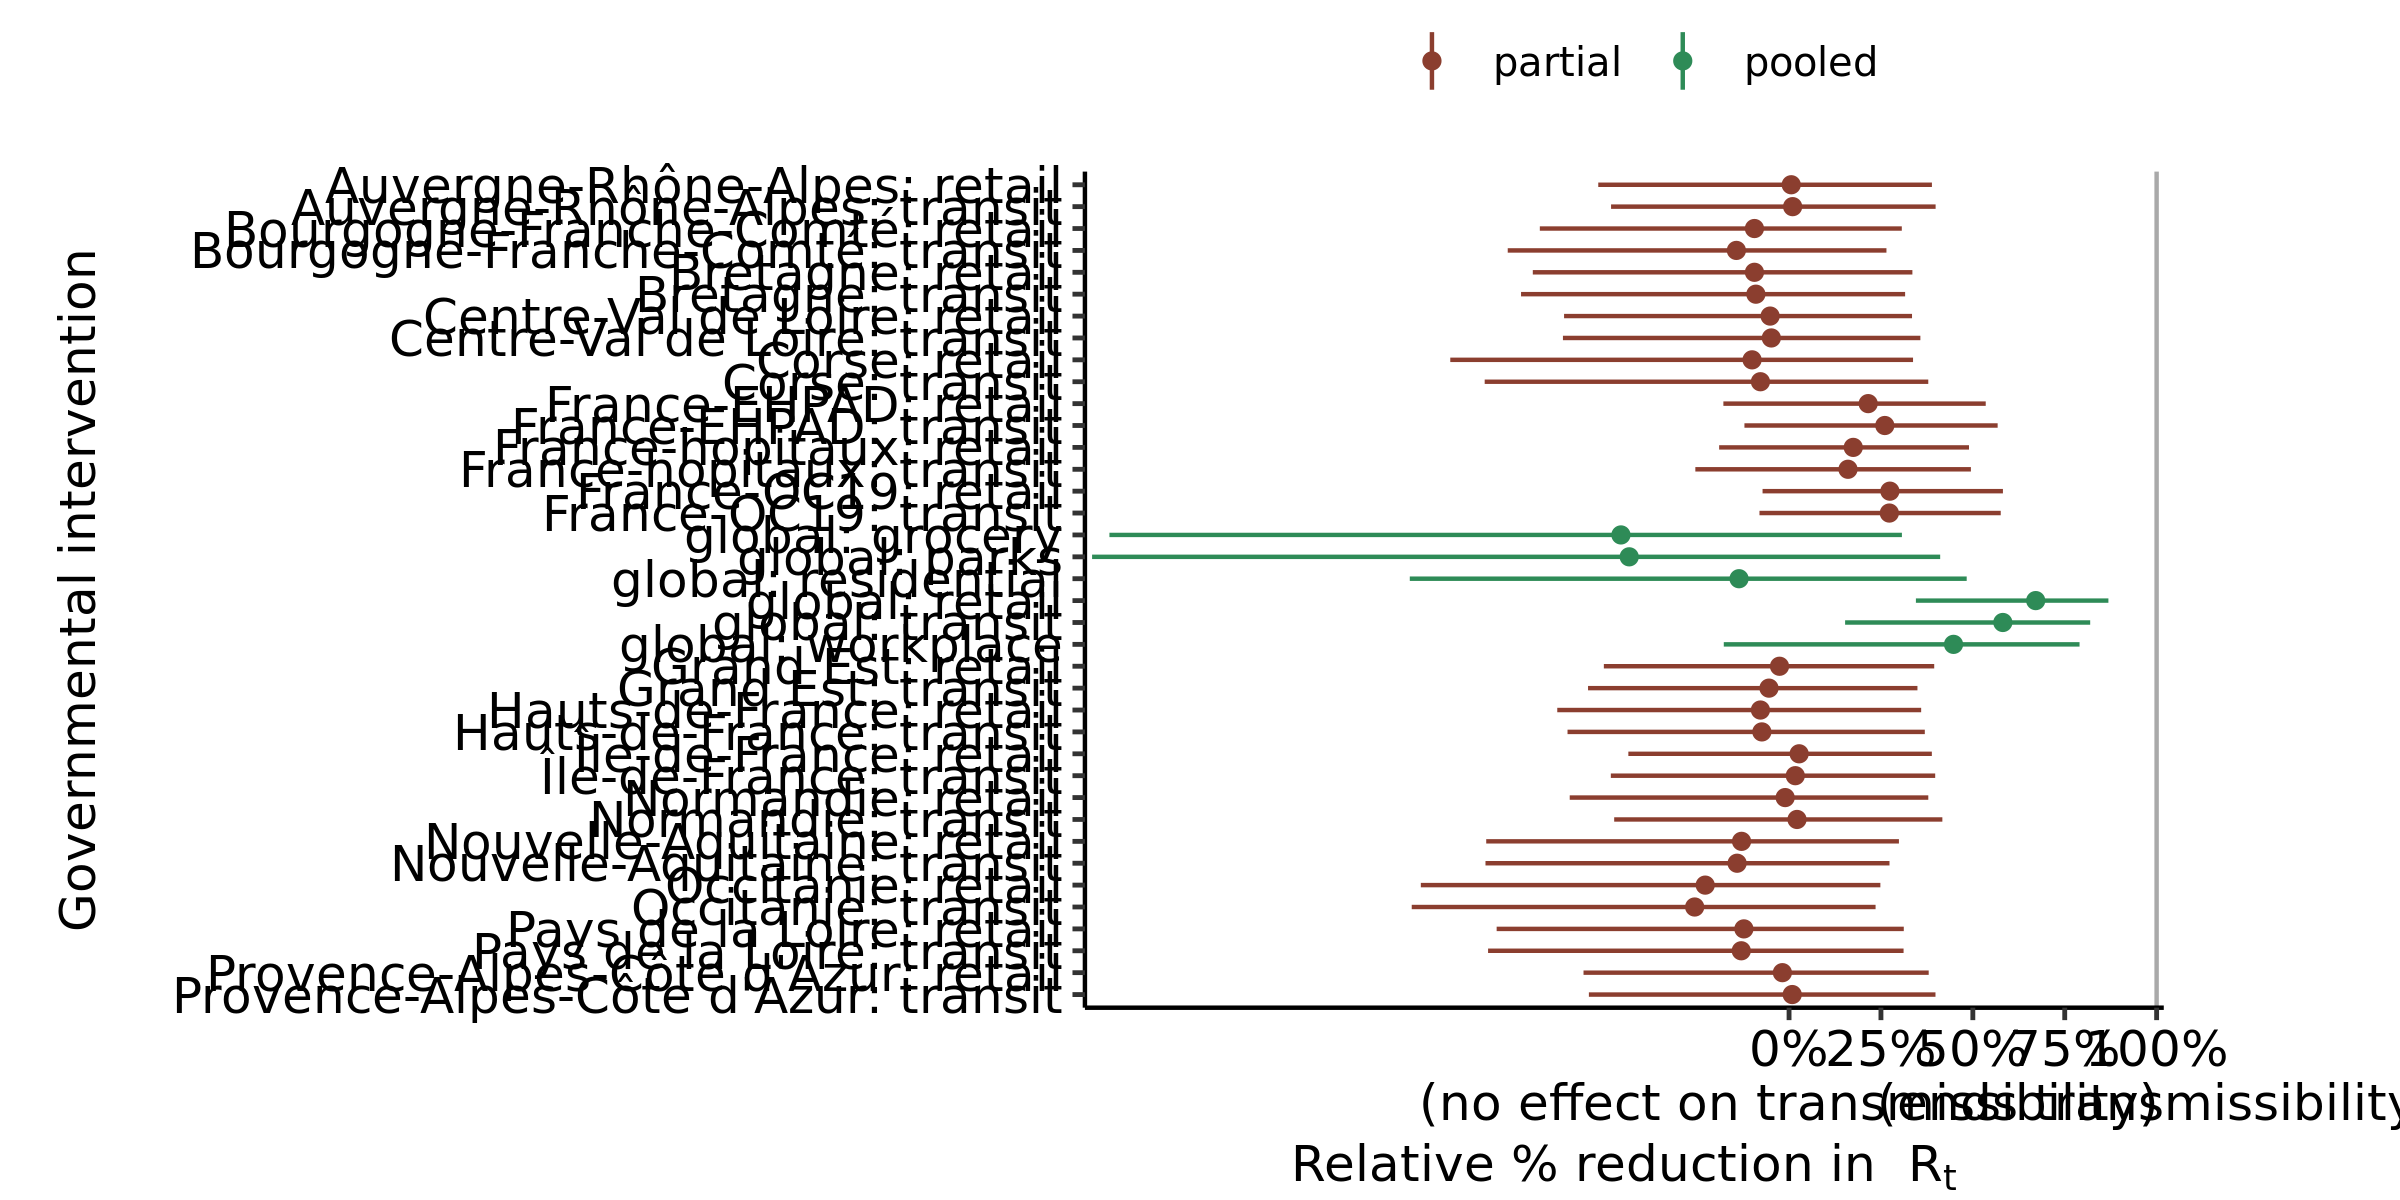 partial
pooled
Governmental intervention
Auvergne-Rhône-Alpes: retail
Auvergne-Rhône-Alpes: transit
Bourgogne-Franche-Comté: retail
Bourgogne-Franche-Comté: transit
Bretagne: retail
Bretagne: transit
Centre-Val de Loire: retail
Centre-Val de Loire: transit
Corse: retail
Corse: transit
France-EHPAD: retail
France-EHPAD: transit
France-hopitaux: retail
France-hopitaux: transit
France-OC19: retail
France-OC19: transit
global: grocery
global: parks
global: residential
global: retail
global: transit
global: workplace
Grand Est: retail
Grand Est: transit
Hauts-de-France: retail
Hauts-de-France: transit
Île-de-France: retail
Île-de-France: transit
Normandie: retail
Normandie: transit
Nouvelle-Aquitaine: retail
Nouvelle-Aquitaine: transit
Occitanie: retail
Occitanie: transit
Pays de la Loire: retail
Pays de la Loire: transit
Provence-Alpes-Côte d'Azur: retail
Provence-Alpes-Côte d'Azur: transit
0% 25% 50% 75% 100%
(no effect on transmissibility) (ends transmissibility
Relative % reduction in Rt